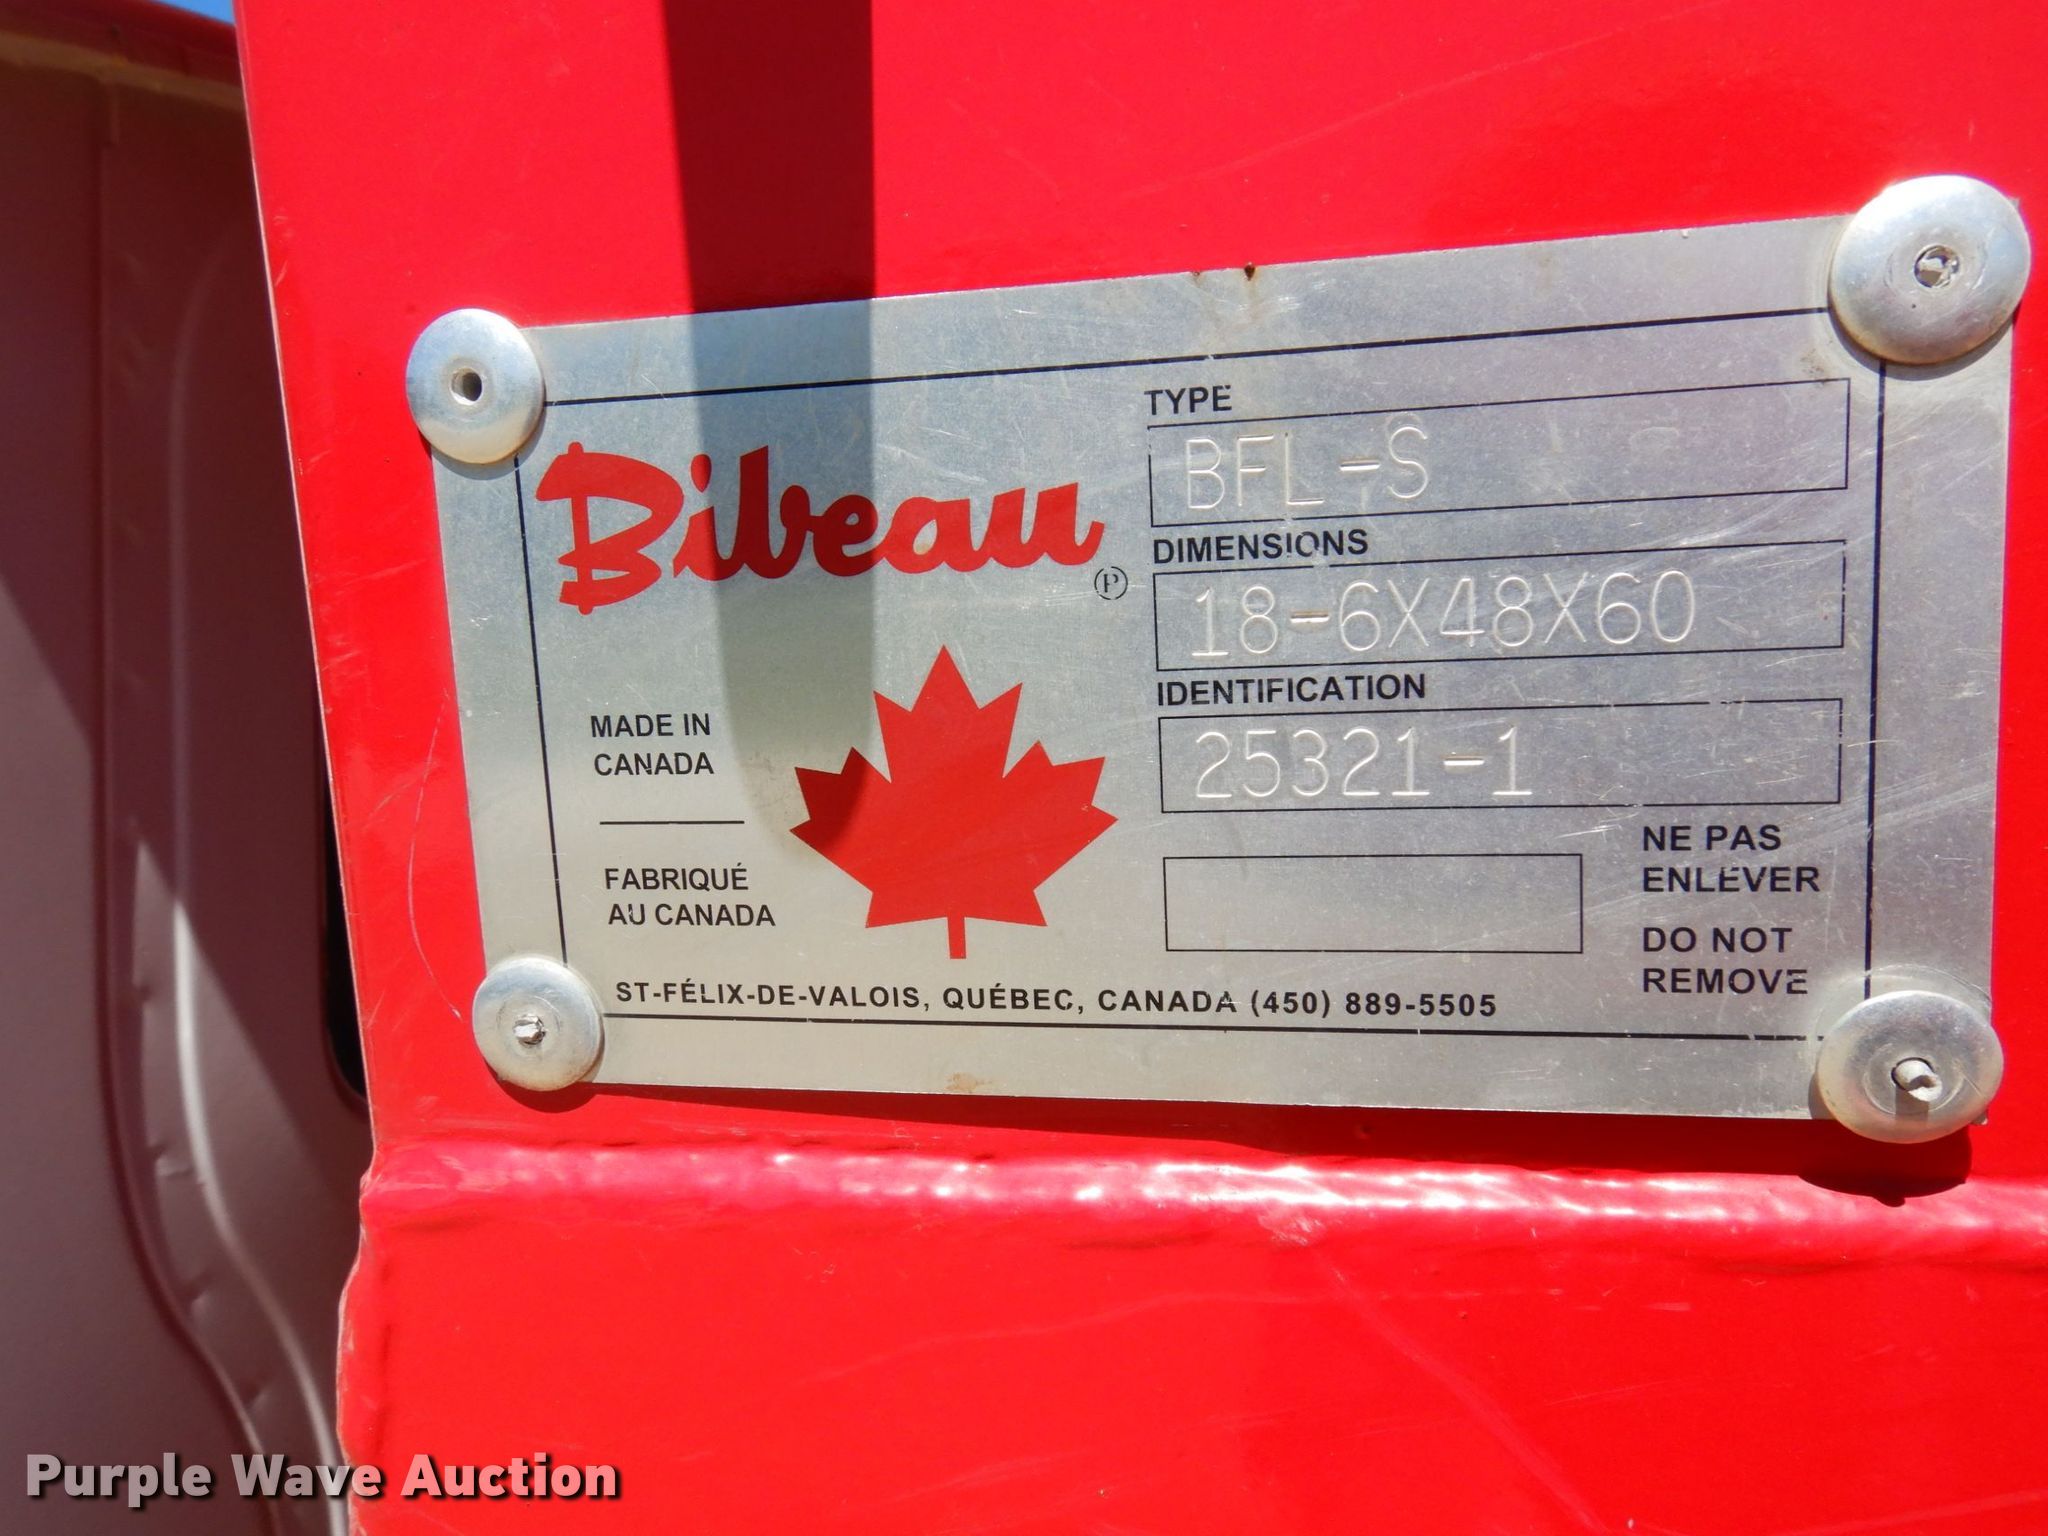 Bibeau
℗
TYPE
BFL-S
DIMENSIONS
18-6X48X60
IDENTIFICATION
25321-1
MADE IN
CANADA
FABRIQUÉ
AU CANADA
NE PAS
ENLEVER
DO NOT
REMOVE
ST-FÉLIX-DE-VALOIS, QUÉBEC, CANADA (450) 889-5505
Purple Wave Auction